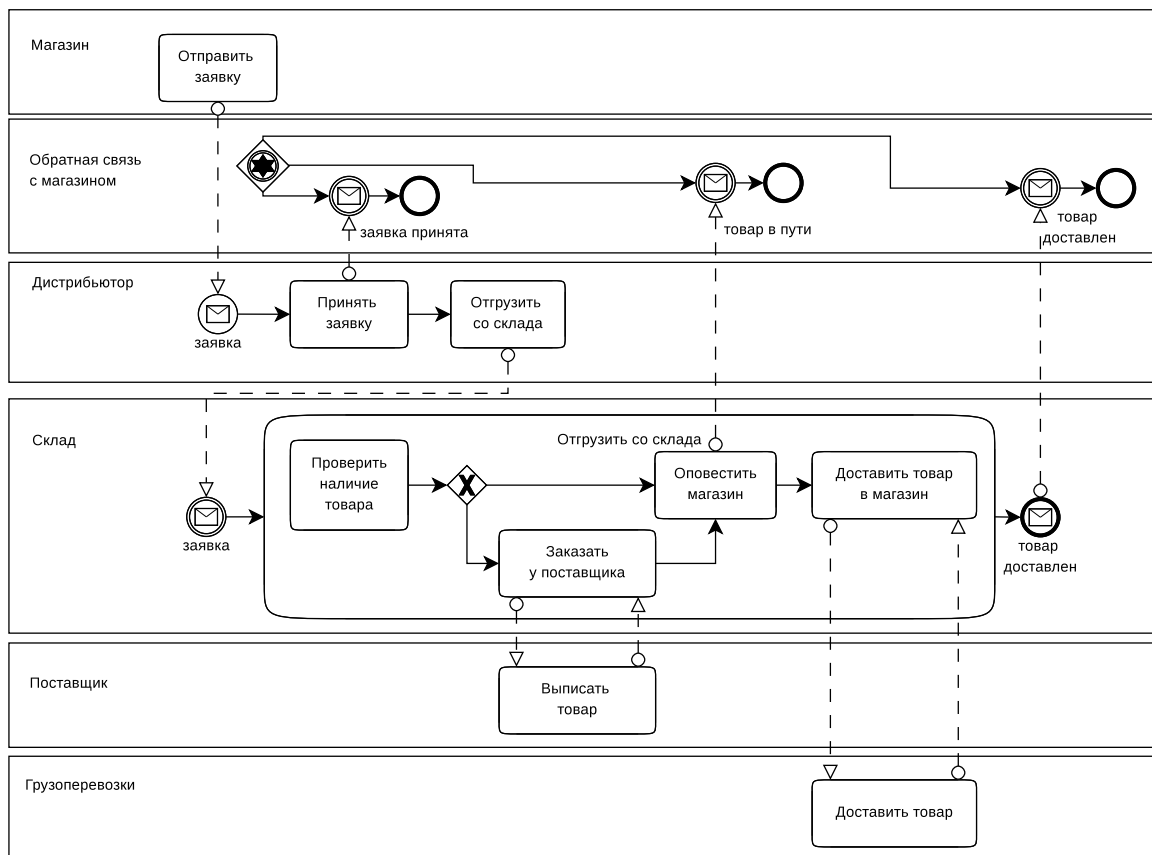 Магазин
Отправить
заявку
Обратная связь
с магазином
заявка принята
товар в пути
товар
доставлен
Дистрибьютор
заявка
Принять
заявку
Отгрузить
со склада
Склад
заявка
Отгрузить со склада
Проверить
наличие
товара
Заказать
у поставщика
Оповестить
магазин
Доставить товар
в магазин
товар
доставлен
Поставщик
Выписать
товар
Грузоперевозки
Доставить товар